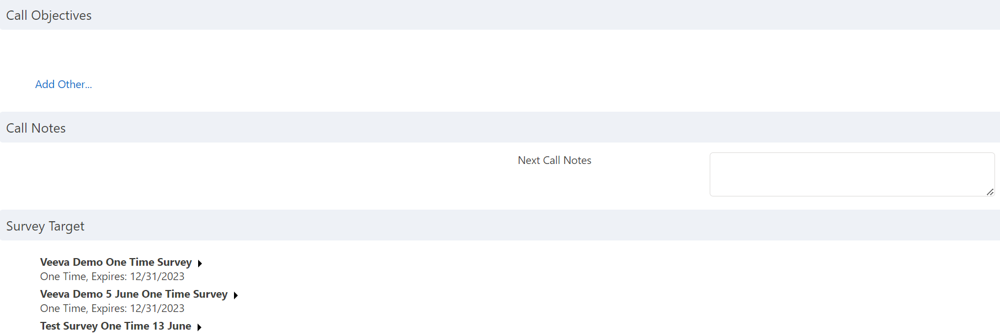 Call Objectives
Add Other...
Call Notes
Next Call Notes
Survey Target
Veeva Demo One Time Survey
One Time, Expires: 12/31/2023
Veeva Demo 5 June One Time Survey
One Time, Expires: 12/31/2023
Test Survey One Time 13 June